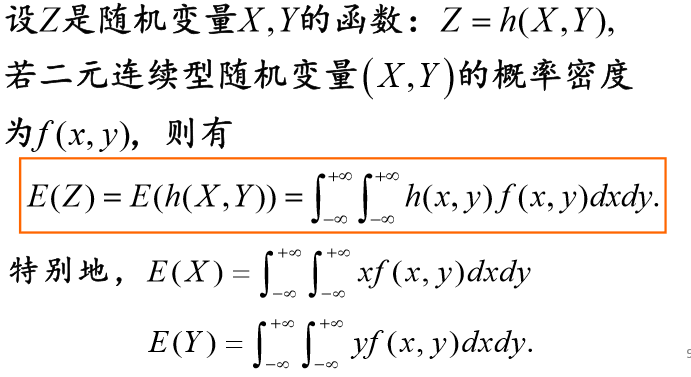 设Z是随机变量X,Y的函数：Z = h(X,Y),
若二元连续型随机变量(X,Y)的概率密度
为f(x,y)，则有
E(Z) = E(h(X,Y)) = ∫_{-∞}^{+∞} ∫_{-∞}^{+∞} h(x,y) f(x,y)dxdy.
特别地，E(X) = ∫_{-∞}^{+∞} ∫_{-∞}^{+∞} xf(x,y)dxdy
E(Y) = ∫_{-∞}^{+∞} ∫_{-∞}^{+∞} yf(x,y)dxdy.